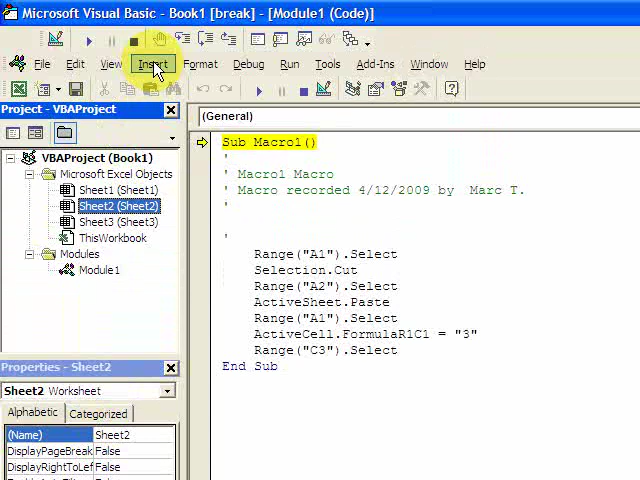 Microsoft Visual Basic - Book1 [break] - [Module1 (Code)]
File Edit View Insert Format Debug Run Tools Add-Ins Window Help
Project - VBAProject
(General)
VBAProject (Book1)
Microsoft Excel Objects
Sheet1 (Sheet1)
Sheet2 (Sheet2)
Sheet3 (Sheet3)
ThisWorkbook
Modules
Module1
Sub Macro1()
'
' Macro1 Macro
' Macro recorded 4/12/2009 by  Marc T.
'
'
Range("A1").Select
Selection.Cut
Range("A2").Select
ActiveSheet.Paste
Range("A1").Select
ActiveCell.FormulaR1C1 = "3"
Range("C3").Select
End Sub
Properties - Sheet2
Sheet2 Worksheet
Alphabetic Categorized
(Name) Sheet2
DisplayPageBreak False
DisplayRightToLef False
False